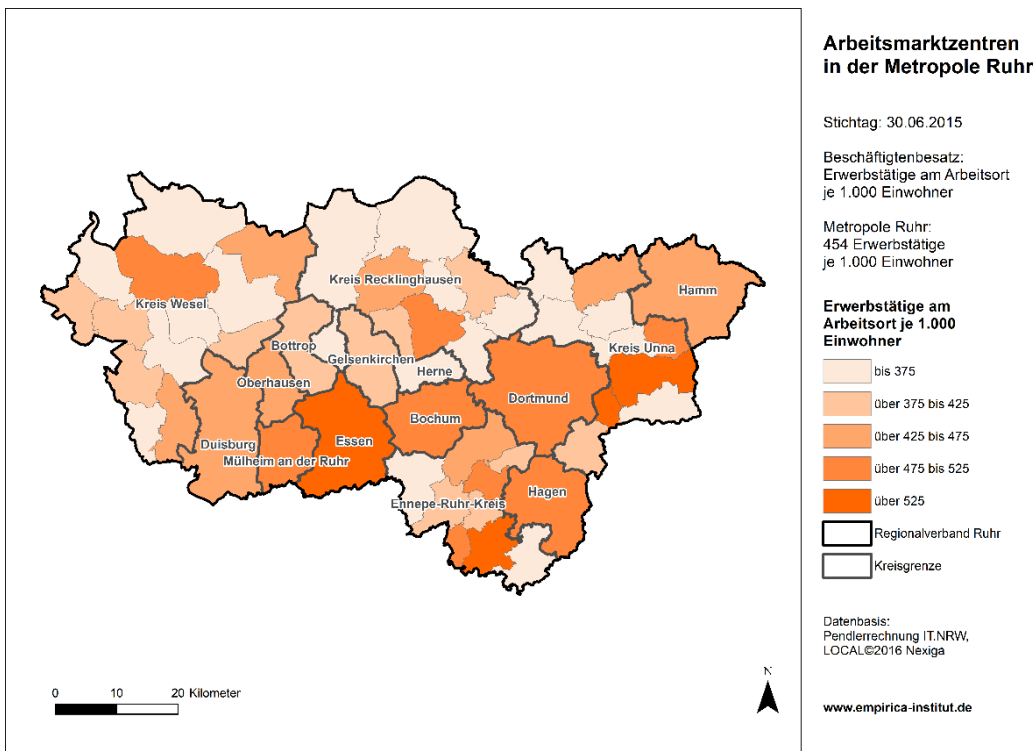 Arbeitsmarktzentren
in der Metropole Ruhr
Stichtag: 30.06.2015
Beschäftigtenbesatz:
Erwerbstätige am Arbeitsort
je 1.000 Einwohner
Metropole Ruhr:
454 Erwerbstätige
je 1.000 Einwohner
Erwerbstätige am
Arbeitsort je 1.000
Einwohner
bis 375
über 375 bis 425
über 425 bis 475
über 475 bis 525
über 525
Regionalverband Ruhr
Kreisgrenze
Datenbasis:
Pendlerrechnung IT.NRW,
LOCAL©2016 Nexiga
www.empirica-institut.de
Kreis Recklinghausen
Hamm
Kreis Wesel
Bottrop
Kreis Unna
Gelsenkirchen
Herne
Oberhausen
Dortmund
Bochum
Duisburg
Essen
Mülheim an der Ruhr
Hagen
Ennepe-Ruhr-Kreis
0 10 20 Kilometer
N